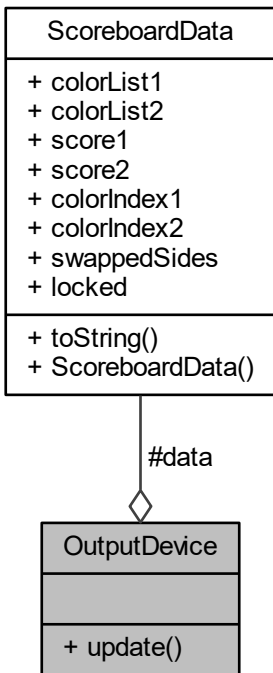 ScoreboardData
+ colorList1
+ colorList2
+ score1
+ score2
+ colorIndex1
+ colorIndex2
+ swappedSides
+ locked
+ toString()
+ ScoreboardData()
#data
OutputDevice
+ update()